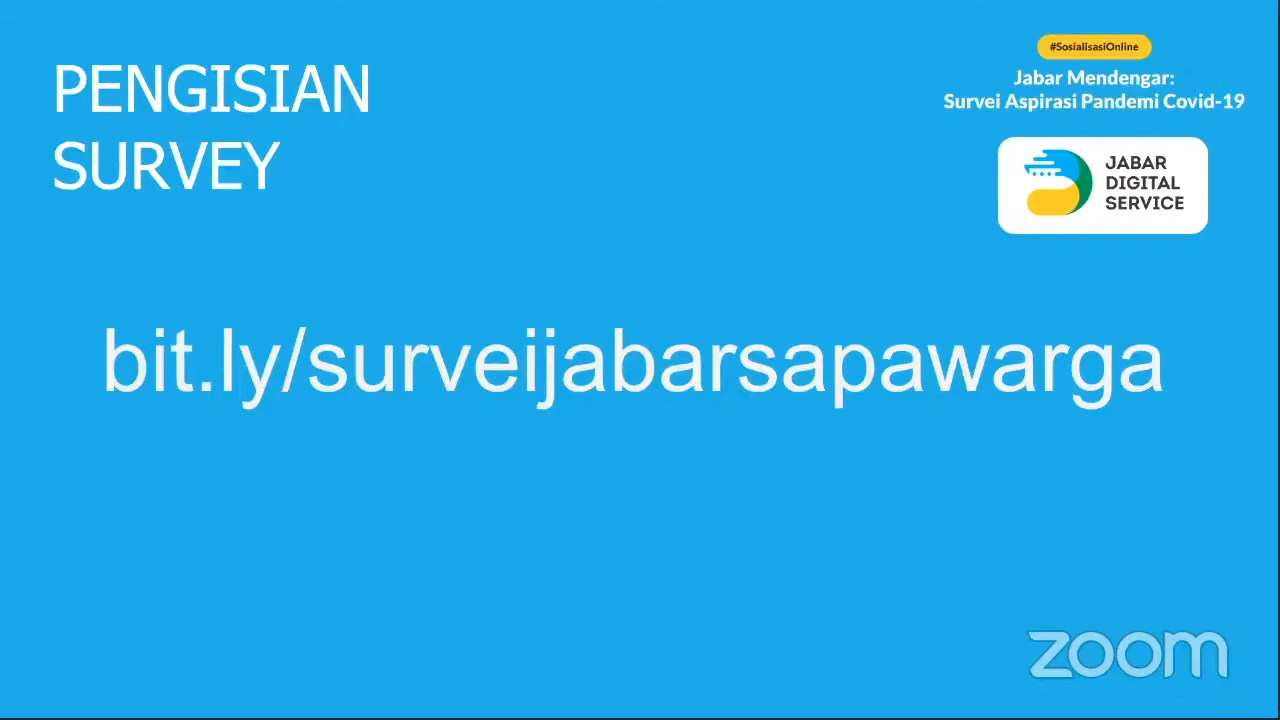 PENGISIAN
SURVEY
#SosialisasiOnline
Jabar Mendengar:
Survei Aspirasi Pandemi Covid-19
JABAR
DIGITAL
SERVICE
bit.ly/surveijabarsapawarga
zoom